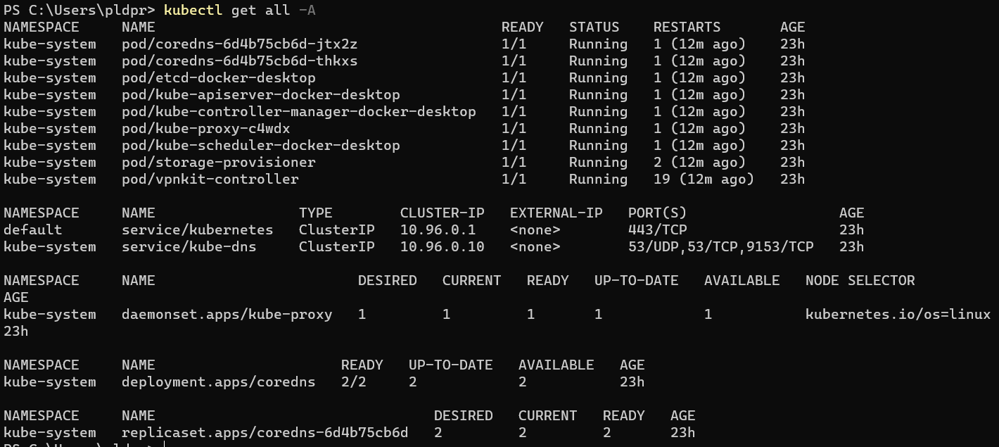 PS C:\Users\pldpr> kubectl get all -A
NAMESPACE     NAME                                         READY   STATUS    RESTARTS       AGE
kube-system   pod/coredns-6d4b75cb6d-jtx2z                 1/1     Running   1 (12m ago)    23h
kube-system   pod/coredns-6d4b75cb6d-thkxs                 1/1     Running   1 (12m ago)    23h
kube-system   pod/etcd-docker-desktop                      1/1     Running   1 (12m ago)    23h
kube-system   pod/kube-apiserver-docker-desktop            1/1     Running   1 (12m ago)    23h
kube-system   pod/kube-controller-manager-docker-desktop   1/1     Running   1 (12m ago)    23h
kube-system   pod/kube-proxy-c4wdx                         1/1     Running   1 (12m ago)    23h
kube-system   pod/kube-scheduler-docker-desktop            1/1     Running   1 (12m ago)    23h
kube-system   pod/storage-provisioner                      1/1     Running   2 (12m ago)    23h
kube-system   pod/vpnkit-controller                        1/1     Running   19 (12m ago)   23h
NAMESPACE     NAME                 TYPE        CLUSTER-IP   EXTERNAL-IP   PORT(S)                  AGE
default       service/kubernetes   ClusterIP   10.96.0.1    <none>        443/TCP                  23h
kube-system   service/kube-dns     ClusterIP   10.96.0.10   <none>        53/UDP,53/TCP,9153/TCP   23h
NAMESPACE     NAME                        DESIRED   CURRENT   READY   UP-TO-DATE   AVAILABLE   NODE SELECTOR
AGE
kube-system   daemonset.apps/kube-proxy   1         1         1       1            1           kubernetes.io/os=linux
23h
NAMESPACE     NAME                      READY   UP-TO-DATE   AVAILABLE   AGE
kube-system   deployment.apps/coredns   2/2     2            2           23h
NAMESPACE     NAME                                 DESIRED   CURRENT   READY   AGE
kube-system   replicaset.apps/coredns-6d4b75cb6d   2         2         2       23h
PS C:\Users\pldpr>